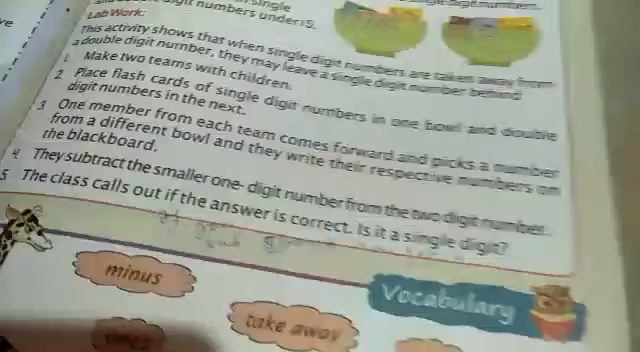 single
digit numbers under 15.
single digit numbers.
Lab Work:
This activity shows that when single digit numbers are taken away from
a double digit number, they may leave a single digit number behind
1. Make two teams with children.
2. Place flash cards of single digit numbers in one bowl and double
digit numbers in the next.
3 One member from each team comes forward and picks a number
from a different bowl and they write their respective numbers on
the blackboard.
4 They subtract the smaller one- digit number from the two digit number.
5 The class calls out if the answer is correct. Is it a single digit?
minus
Vocabulary
take away